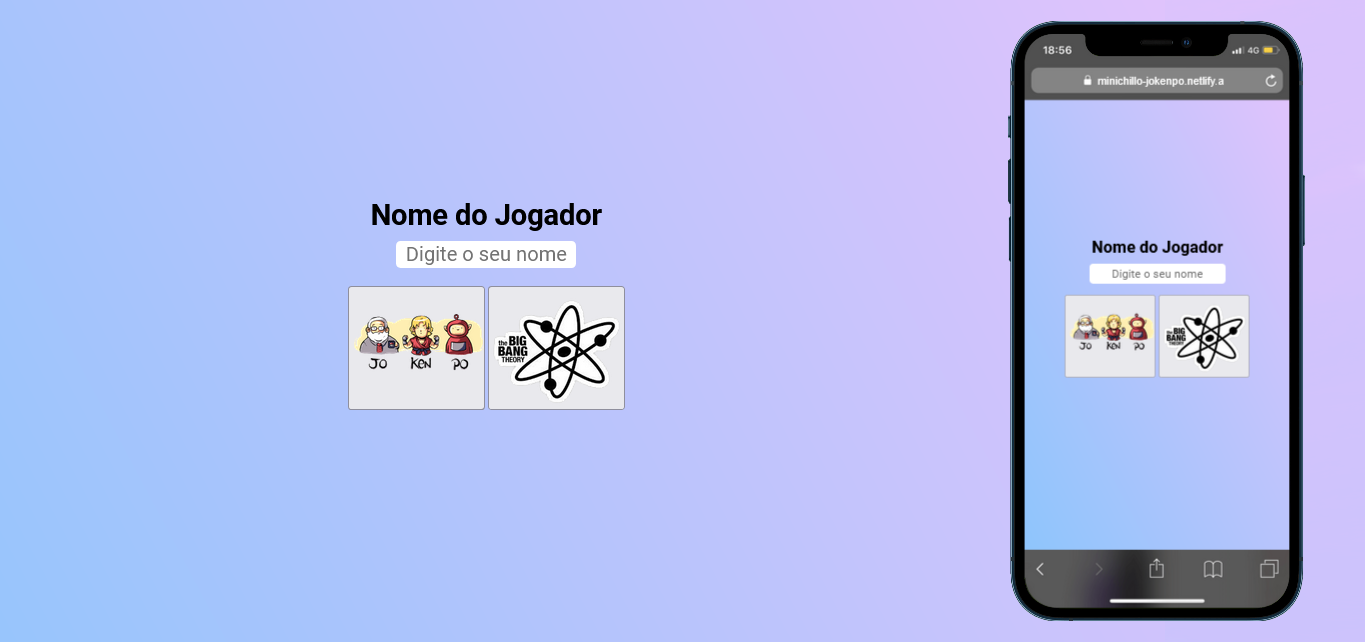 Nome do Jogador
Digite o seu nome
JO KEN PO
the BIG
BANG
THEORY
18:56
4G
minichillo-jokenpo.netlify.a
Nome do Jogador
Digite o seu nome
JO KEN PO
the BIG
BANG
THEORY